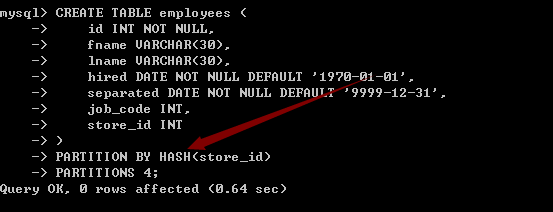 mysql> CREATE TABLE employees (
    ->     id INT NOT NULL,
    ->     fname VARCHAR(30),
    ->     lname VARCHAR(30),
    ->     hired DATE NOT NULL DEFAULT '1970-01-01',
    ->     separated DATE NOT NULL DEFAULT '9999-12-31',
    ->     job_code INT,
    ->     store_id INT
    -> )
    -> PARTITION BY HASH(store_id)
    -> PARTITIONS 4;
Query OK, 0 rows affected (0.64 sec)